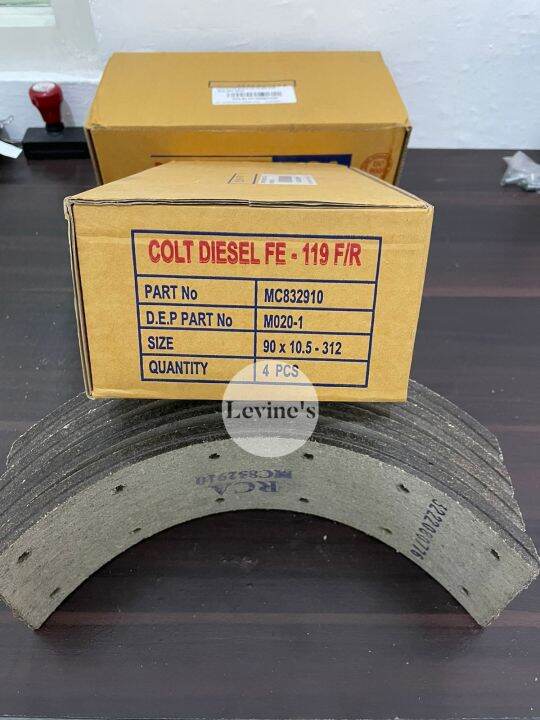 COLT DIESEL FE - 119 F/R
PART No MC832910
D.E.P PART No M020-1
SIZE 90 x 10.5 - 312
QUANTITY 4 PCS
Levine's
RCA
MC852910